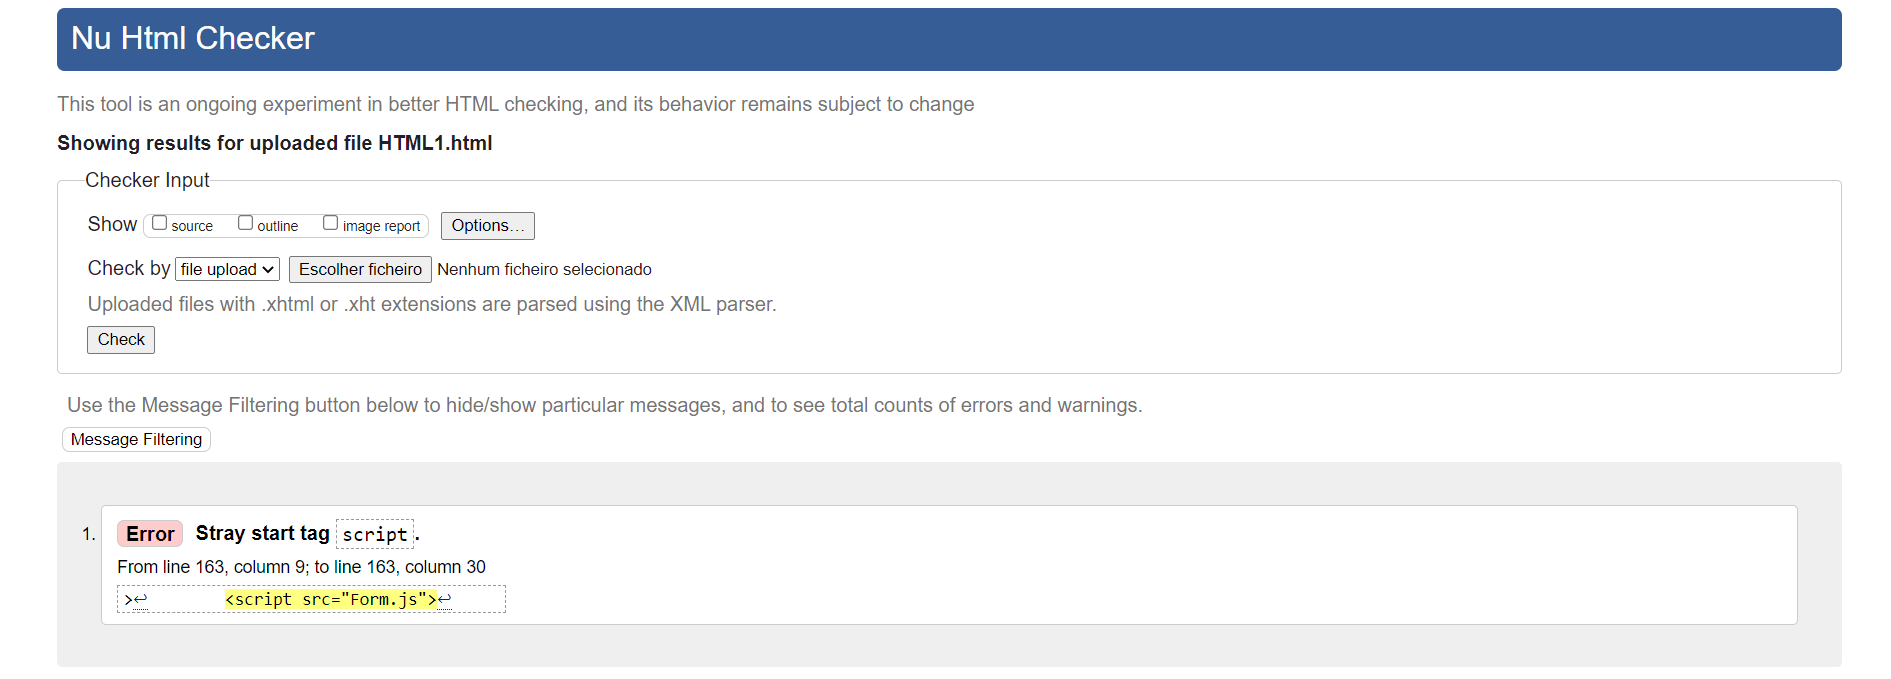 Nu Html Checker
This tool is an ongoing experiment in better HTML checking, and its behavior remains subject to change
Showing results for uploaded file HTML1.html
Checker Input
Show source outline image report Options...
Check by file upload Escolher ficheiro Nenhum ficheiro selecionado
Uploaded files with .xhtml or .xht extensions are parsed using the XML parser.
Check
Use the Message Filtering button below to hide/show particular messages, and to see total counts of errors and warnings.
Message Filtering
1. Error Stray start tag script.
From line 163, column 9; to line 163, column 30
>↩ <script src="Form.js">↩